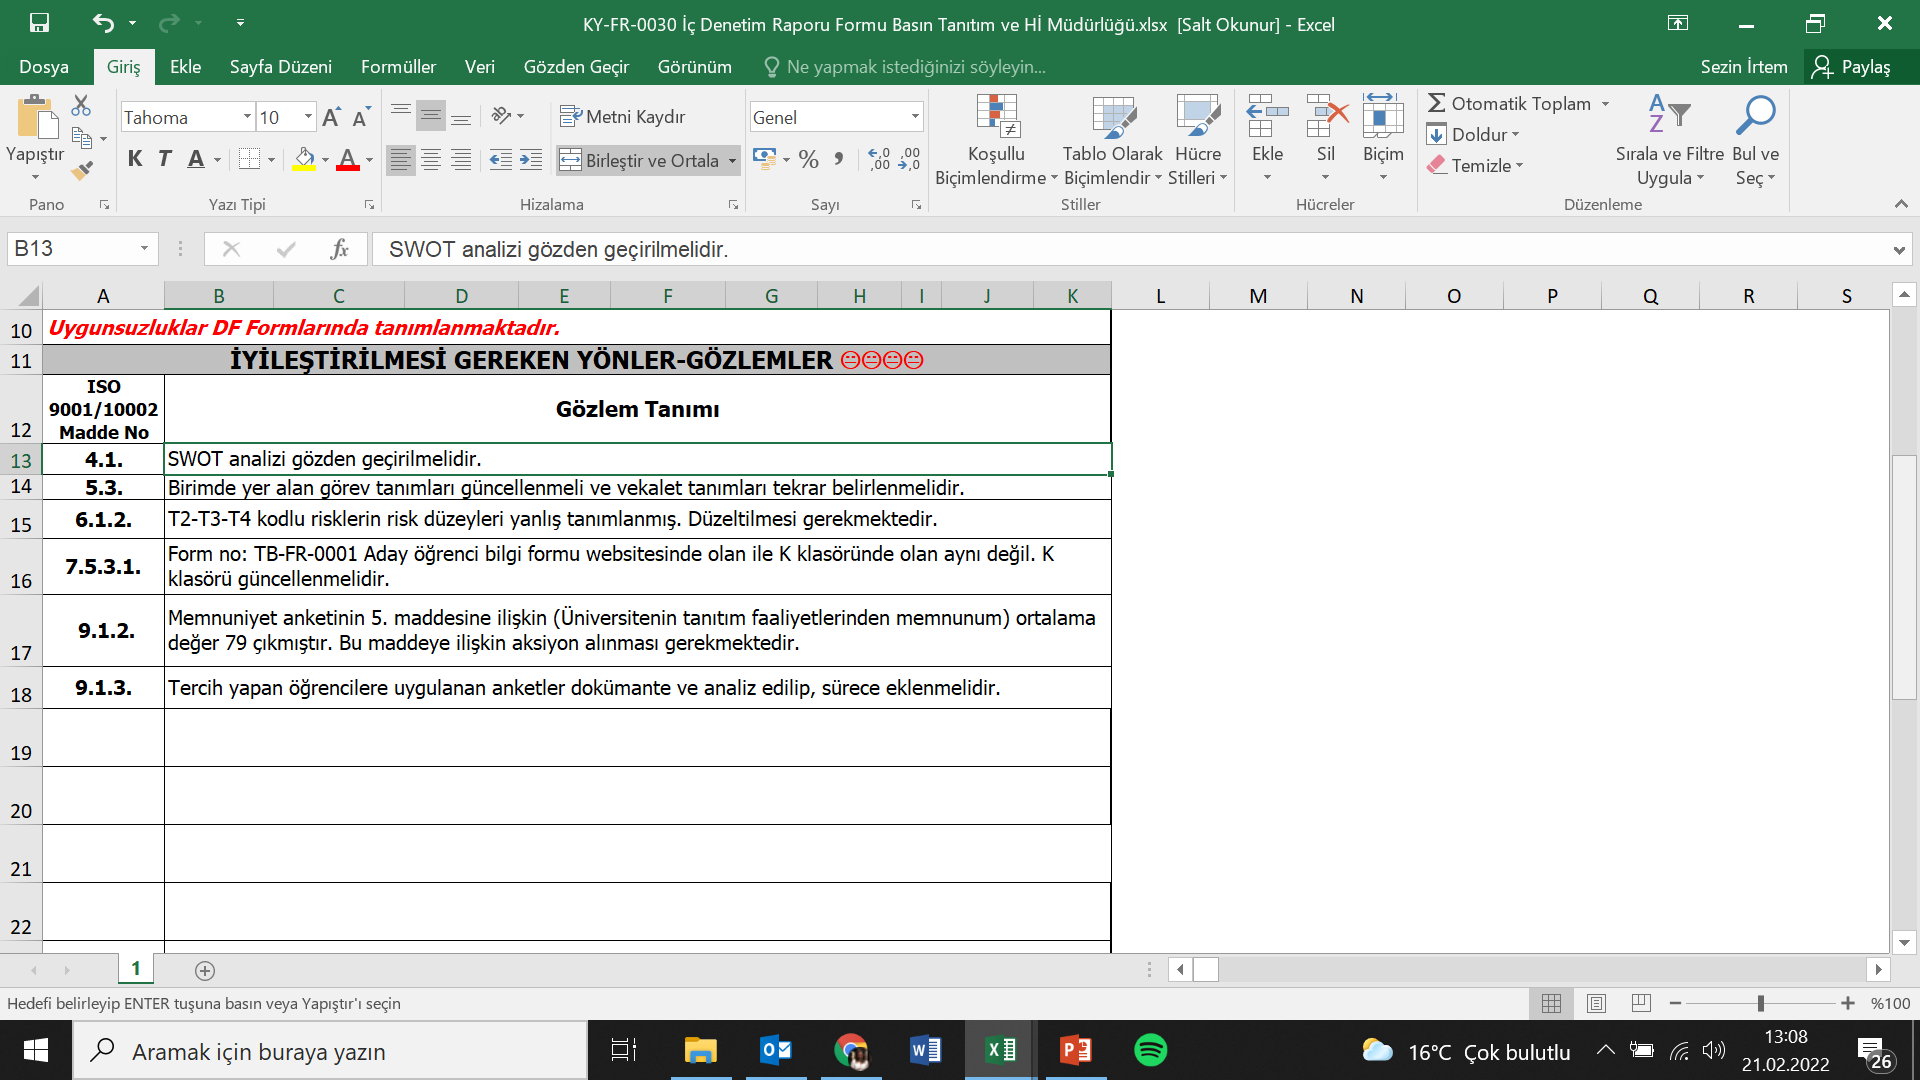 KY-FR-0030 İç Denetim Raporu Formu Basın Tanıtım ve Hİ Müdürlüğü.xlsx [Salt Okunur] - Excel
Dosya Giriş Ekle Sayfa Düzeni Formüller Veri Gözden Geçir Görünüm Ne yapmak istediğinizi söyleyin... Sezin İrtem Paylaş
Yapıştır
Pano
Tahoma 10
K T A A
Yazı Tipi
Metni Kaydır
Birleştir ve Ortala
Hizalama
Genel
% ,00 ,0
Sayı
Koşullu
Biçimlendirme
Tablo Olarak
Biçimlendir
Hücre
Stilleri
Stiller
Ekle Sil Biçim
Hücreler
Σ Otomatik Toplam
Doldur
Temizle
Sırala ve Filtre
Uygula
Bul ve
Seç
Düzenleme
B13 fx SWOT analizi gözden geçirilmelidir.
A B C D E F G H I J K L M N O P Q R S
10 Uygunsuzluklar DF Formlarında tanımlanmaktadır.
11 İYİLEŞTİRİLMESİ GEREKEN YÖNLER-GÖZLEMLER 😐😐😐😐
ISO
9001/10002
Madde No
12 Gözlem Tanımı
13 4.1. SWOT analizi gözden geçirilmelidir.
14 5.3. Birimde yer alan görev tanımları güncellenmeli ve vekalet tanımları tekrar belirlenmelidir.
15 6.1.2. T2-T3-T4 kodlu risklerin risk düzeyleri yanlış tanımlanmış. Düzeltilmesi gerekmektedir.
16 7.5.3.1. Form no: TB-FR-0001 Aday öğrenci bilgi formu websitesinde olan ile K klasöründe olan aynı değil. K
klasörü güncellenmelidir.
17 9.1.2. Memnuniyet anketinin 5. maddesine ilişkin (Üniversitenin tanıtım faaliyetlerinden memnunum) ortalama
değer 79 çıkmıştır. Bu maddeye ilişkin aksiyon alınması gerekmektedir.
18 9.1.3. Tercih yapan öğrencilere uygulanan anketler dokümante ve analiz edilip, sürece eklenmelidir.
19
20
21
22
1
Hedefi belirleyip ENTER tuşuna basın veya Yapıştır'ı seçin %100
Aramak için buraya yazın
16°C Çok bulutlu
13:08
21.02.2022
26